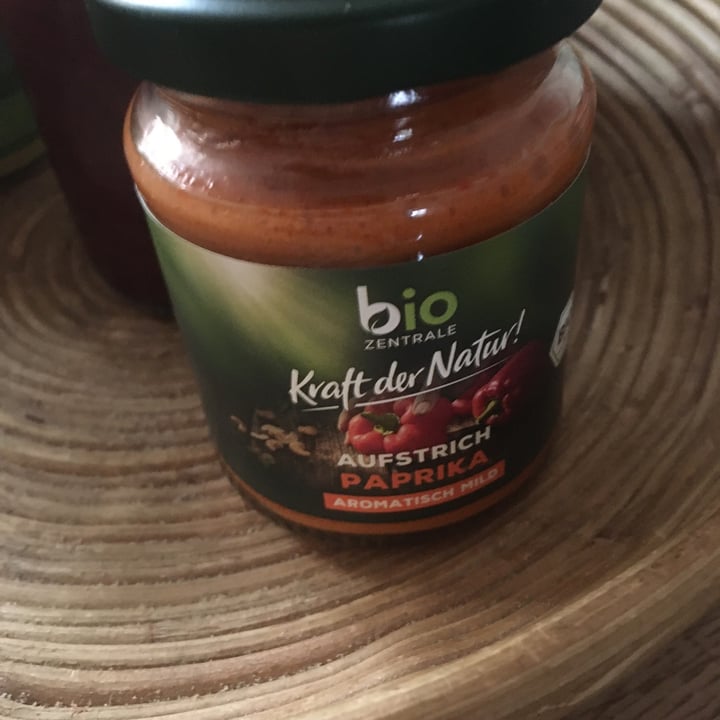 bio
ZENTRALE
Kraft der Natur!
AUFSTRICH
PAPRIKA
AROMATISCH MILD